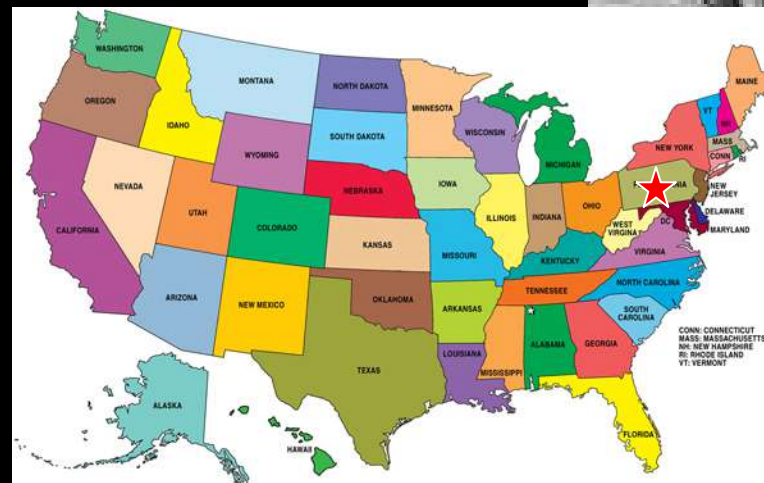 WASHINGTON
MONTANA
NORTH DAKOTA
MINNESOTA
MAINE
VT
NH
OREGON
IDAHO
WYOMING
SOUTH DAKOTA
WISCONSIN
MICHIGAN
NEW YORK
MASS
CONN
RI
NEVADA
UTAH
COLORADO
NEBRASKA
IOWA
ILLINOIS
INDIANA
OHIO
NEW
JERSEY
DELAWARE
MARYLAND
DC
WEST
VIRGINIA
VIRGINIA
CALIFORNIA
KANSAS
MISSOURI
KENTUCKY
ARIZONA
NEW MEXICO
OKLAHOMA
ARKANSAS
TENNESSEE
NORTH CAROLINA
SOUTH
CAROLINA
TEXAS
LOUISIANA
MISSISSIPPI
ALABAMA
GEORGIA
FLORIDA
ALASKA
HAWAII
CONN: CONNECTICUT
MASS: MASSACHUSETTS
NH: NEW HAMPSHIRE
RI: RHODE ISLAND
VT: VERMONT